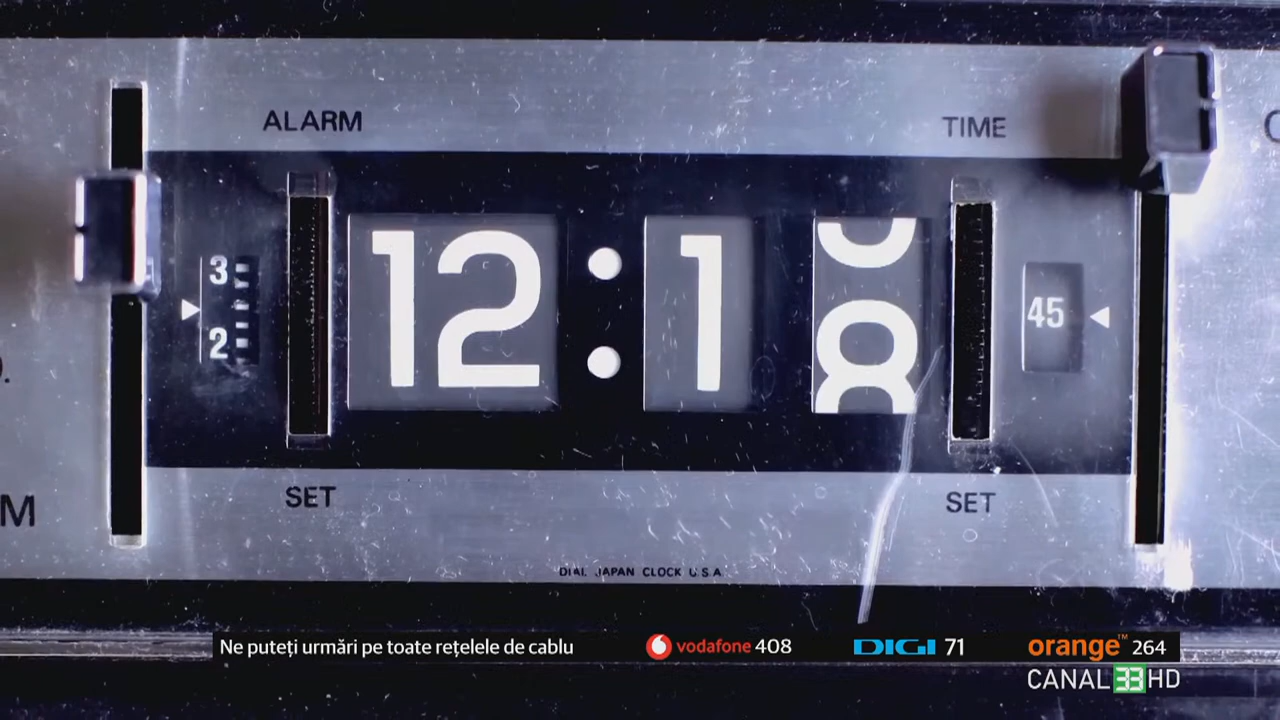 ALARM
TIME
3
2
12:1
8
45
SET
SET
M
DIAL JAPAN CLOCK U.S.A
Ne puteți urmări pe toate rețelele de cablu
vodafone 408
DIGI 71
orange™ 264
CANAL 33 HD